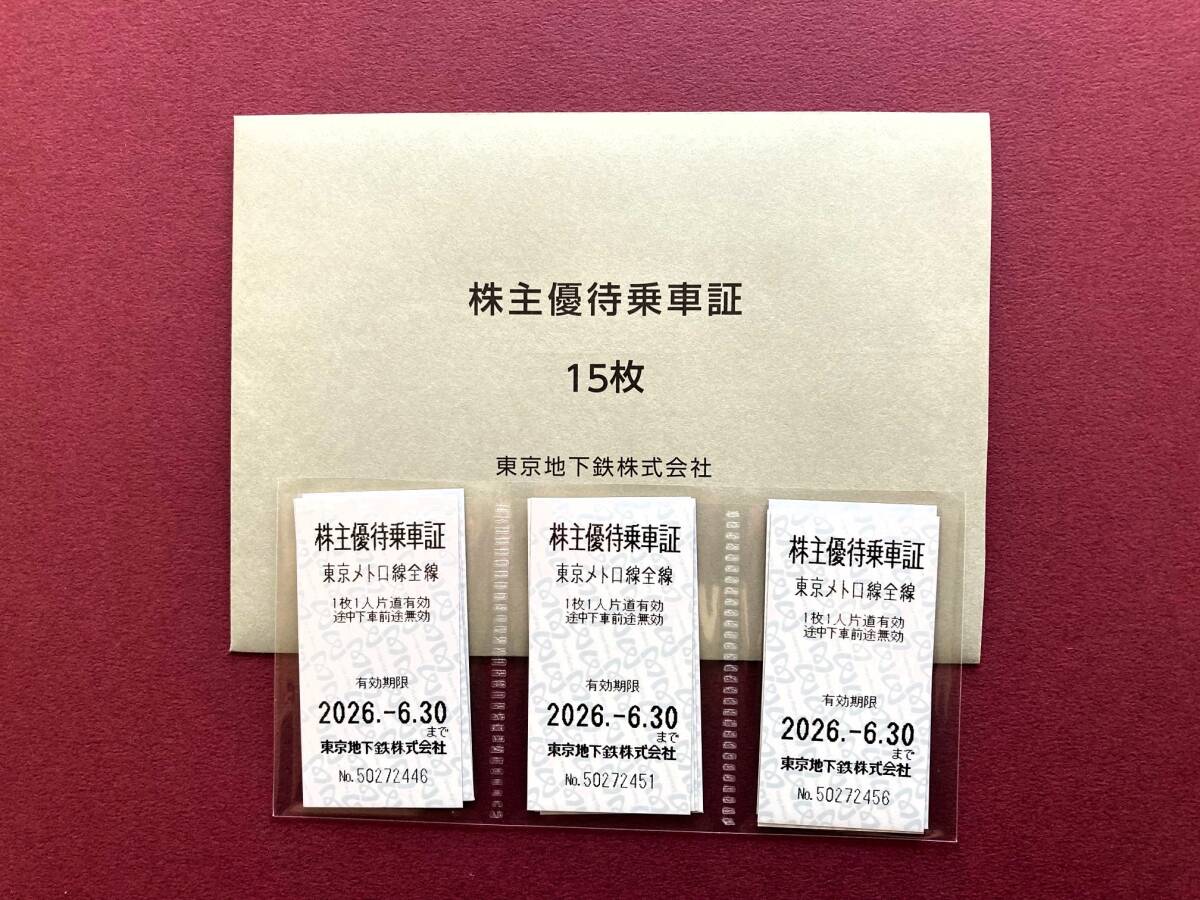 株主優待乗車証
15枚
東京地下鉄株式会社
株主優待乗車証
東京メトロ線全線
1枚1人片道有効
途中下車前途無効
有効期限
2026.-6.30
まで
東京地下鉄株式会社
No.50272446
株主優待乗車証
東京メトロ線全線
1枚1人片道有効
途中下車前途無効
有効期限
2026.-6.30
まで
東京地下鉄株式会社
No.50272451
株主優待乗車証
東京メトロ線全線
1枚1人片道有効
途中下車前途無効
有効期限
2026.-6.30
まで
東京地下鉄株式会社
No.50272456